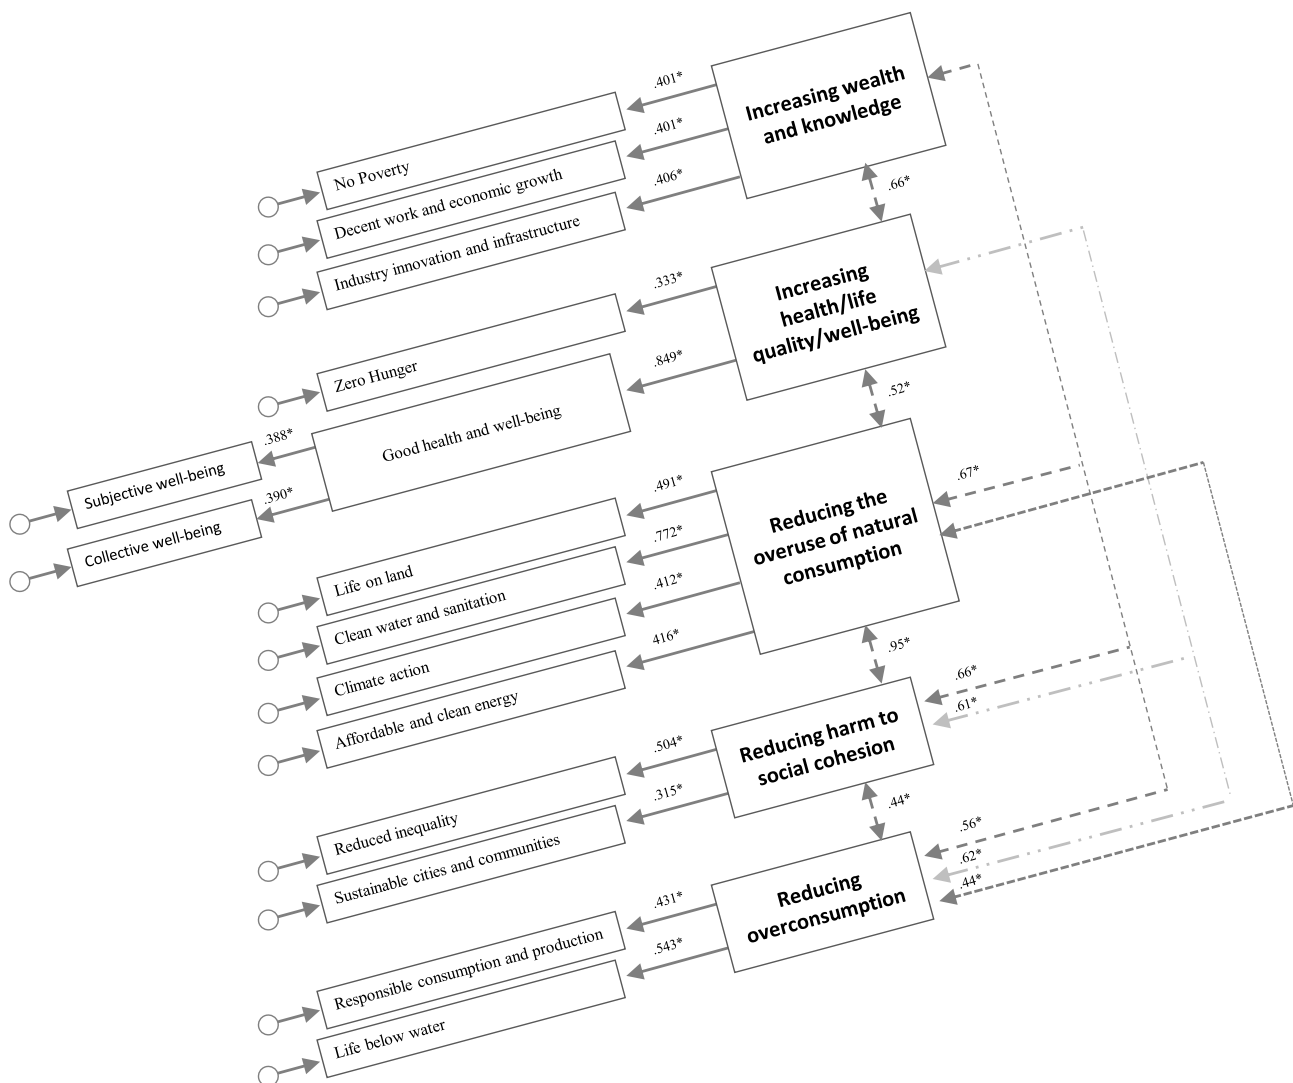 .401*
Increasing wealth
and knowledge
.401*
No Poverty
.406*
Decent work and economic growth
.66*
Industry innovation and infrastructure
.333*
Increasing
health/life
quality/well-being
Zero Hunger
.849*
.52*
Good health and well-being
.388*
Subjective well-being
.390*
Collective well-being
.491*
Reducing the
overuse of natural
consumption
.67*
.772*
Life on land
.412*
Clean water and sanitation
416*
Climate action
.95*
Affordable and clean energy
.66*
.61*
.504*
Reducing harm to
social cohesion
.315*
Reduced inequality
.44*
Sustainable cities and communities
.56*
.62*
.44*
.431*
Reducing
overconsumption
.543*
Responsible consumption and production
Life below water